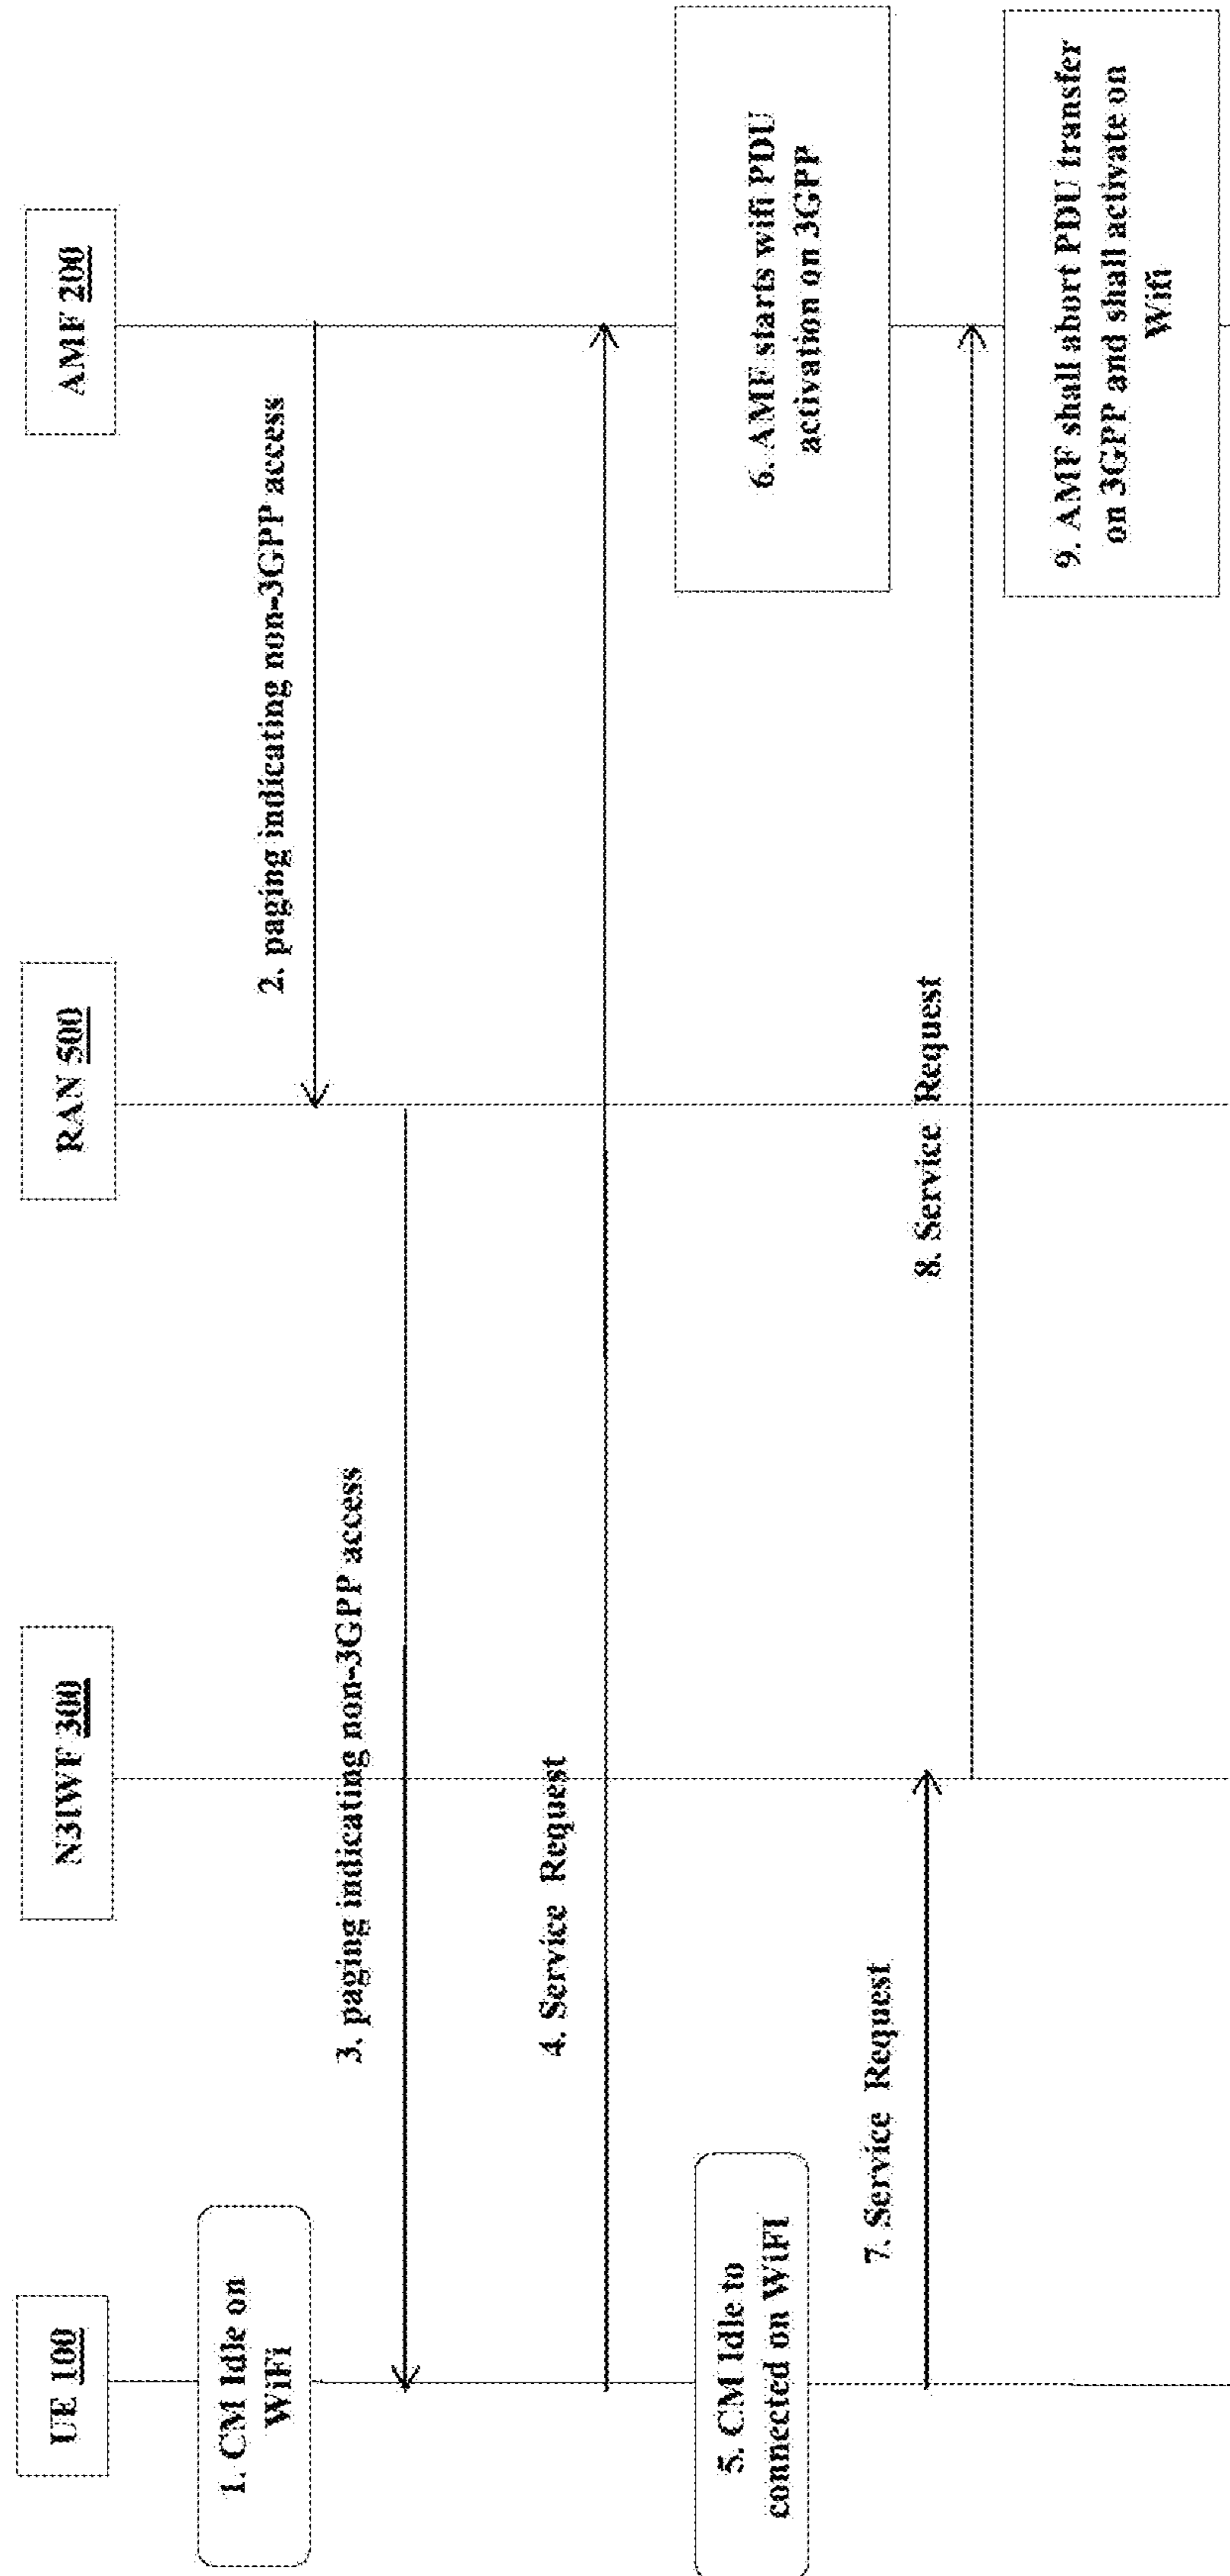 UE 100
N3IWF 300
RAN 500
AMF 200
1. CM Idle on
WiFi
2. paging indicating non-3GPP access
3. paging indicating non-3GPP access
4. Service Request
5. CM Idle to
connected on WiFI
6. AMF starts wifi PDU
activation on 3GPP
7. Service Request
8. Service Request
9. AMF shall abort PDU transfer
on 3GPP and shall activate on
Wifi